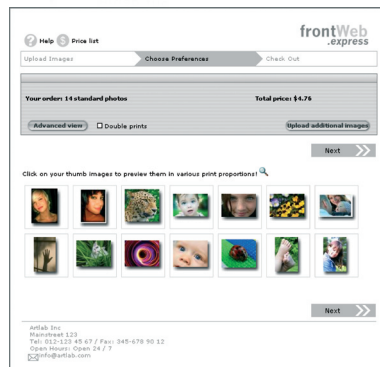 Help Price list
frontWeb
.express
Upload Images Choose Preferences Check Out
Your order: 14 standard photos Total price: $4.76
Advanced view Double prints Upload additional images
Next
Click on your thumb images to preview them in various print proportions!
Next
Artlab Inc
Mainstreet 123
Tel: 012-123 45 67 / Fax: 345-678 90 12
Open Hours: Open 24 / 7
info@artlab.com